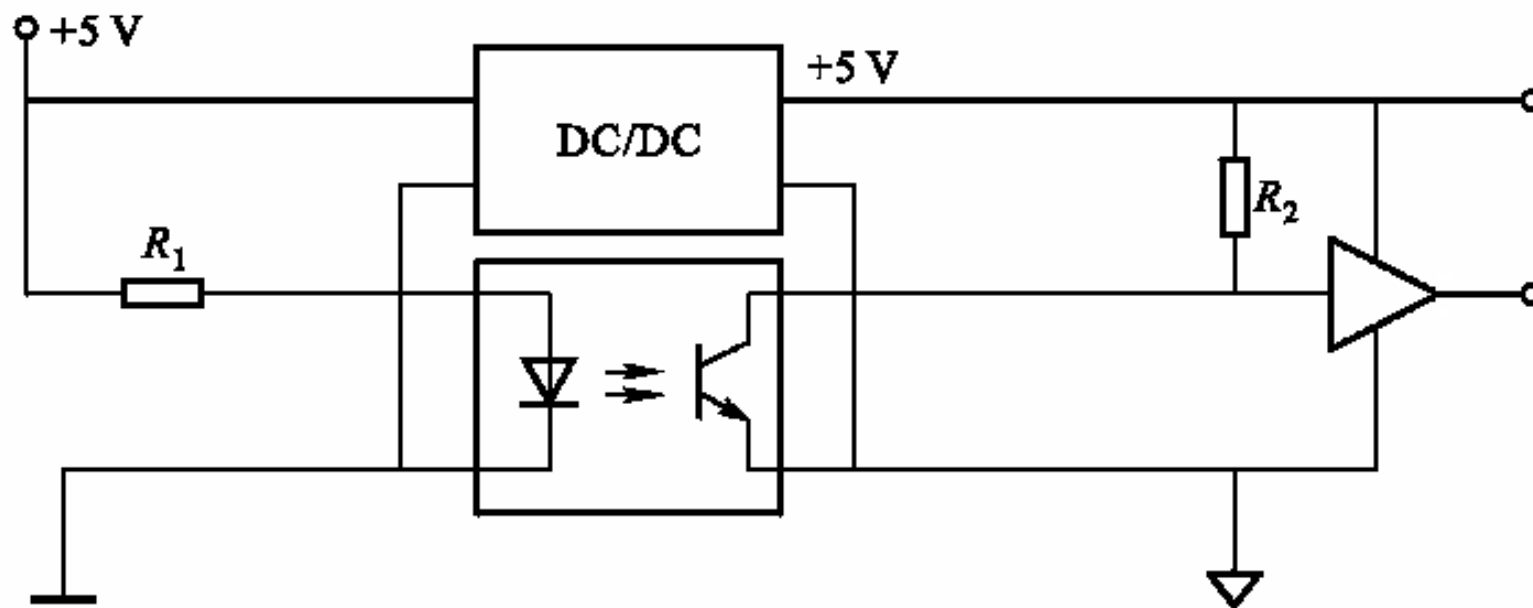 +5 V
+5 V
DC/DC
R₁
R₂